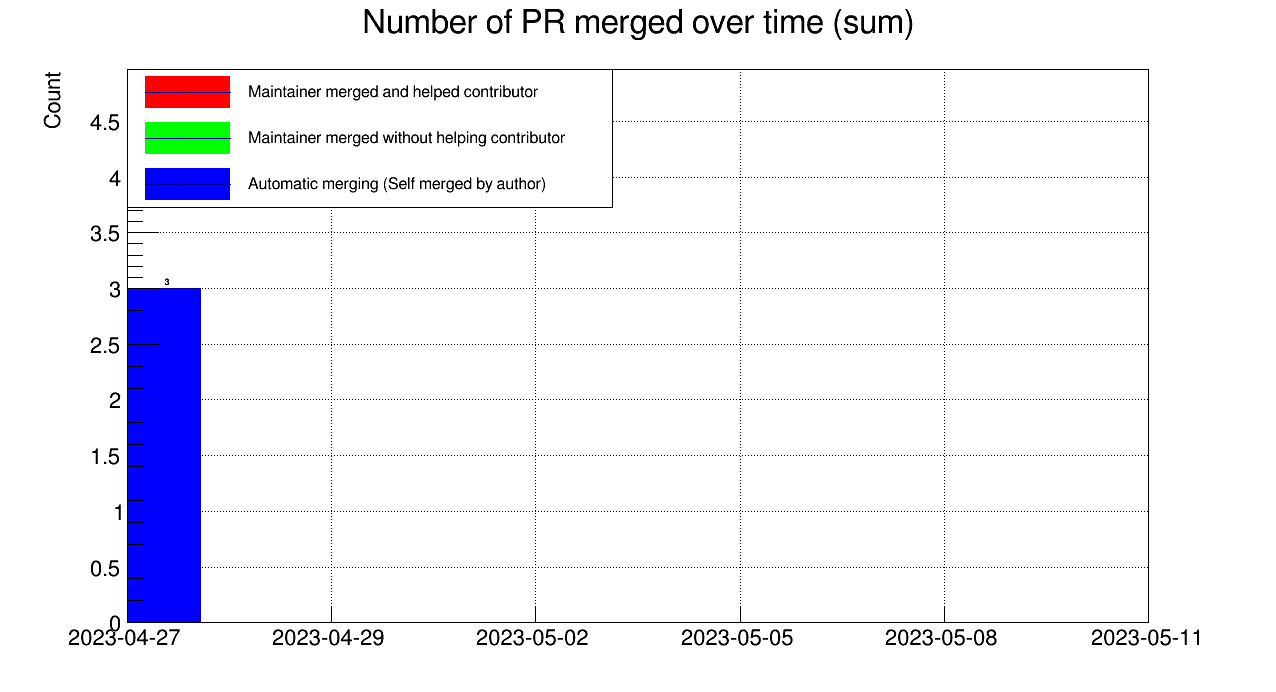 Number of PR merged over time (sum)
Count
Maintainer merged and helped contributor
Maintainer merged without helping contributor
Automatic merging (Self merged by author)
4.5
4
3.5
3
3
2.5
2
1.5
1
0.5
0
2023-04-27 2023-04-29 2023-05-02 2023-05-05 2023-05-08 2023-05-11